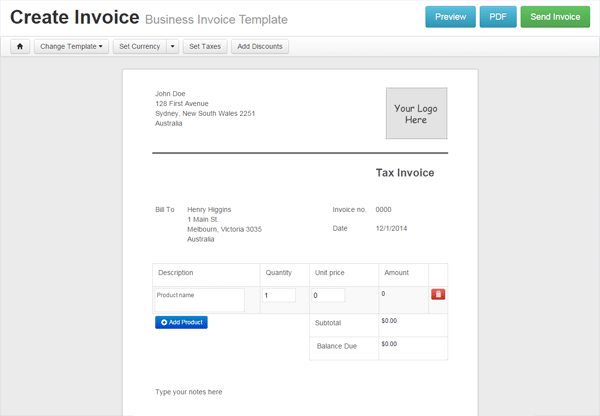 Create Invoice Business Invoice Template
Preview
PDF
Send Invoice
Change Template
Set Currency
Set Taxes
Add Discounts
John Doe
128 First Avenue
Sydney, New South Wales 2251
Australia
Your Logo
Here
Tax Invoice
Bill To Henry Higgins
1 Main St.
Melbourn, Victoria 3035
Australia
Invoice no. 0000
Date 12/1/2014
Description Quantity Unit price Amount
Product name 1 0 0
Add Product
Subtotal $0.00
Balance Due $0.00
Type your notes here